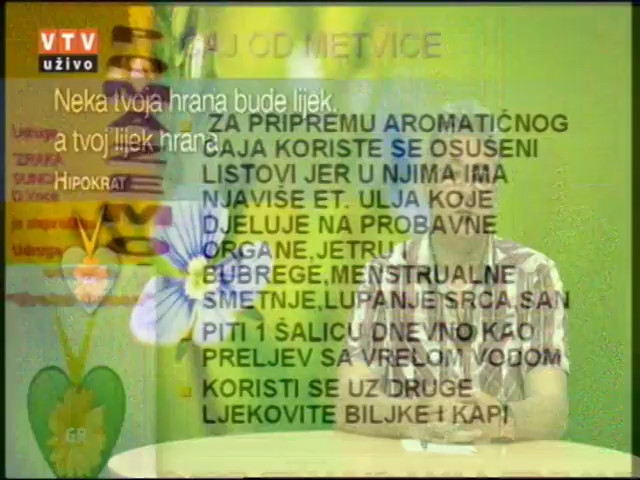 VTV
uživo
ČAJ OD METVICE
Neka tvoja hrana bude lijek,
a tvoj lijek hrana.
HIPOKRAT
ZA PRIPREMU AROMATIČNOG
ČAJA KORISTE SE OSUŠENI
LISTOVI JER U NJIMA IMA
NJAVIŠE ET. ULJA KOJE
DJELUJE NA PROBAVNE
ORGANE,JETRU,
BUBREGE,MENSTRUALNE
SMETNJE,LUPANJE SRCA,SAN
PITI 1 ŠALICU DNEVNO KAO
PRELJEV SA VRELOM VODOM
KORISTI SE UZ DRUGE
LJEKOVITE BILJKE I KAPI
Udruga
"ZRAKA
Udruga
GR